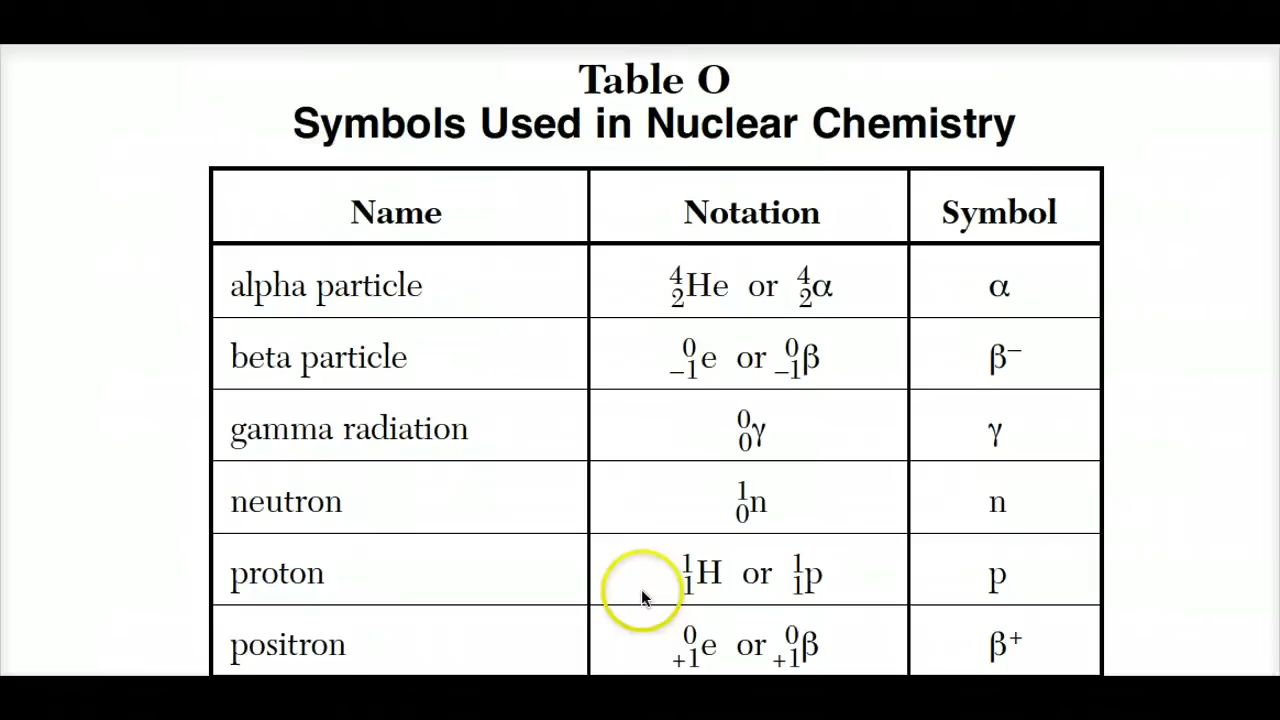 Table O
Symbols Used in Nuclear Chemistry
Name Notation Symbol
alpha particle ⁴₂He or ⁴₂α α
beta particle ⁰₋₁e or ⁰₋₁β β⁻
gamma radiation ⁰₀γ γ
neutron ¹₀n n
proton ¹₁H or ¹₁p p
positron ⁰₊₁e or ⁰₊₁β β⁺